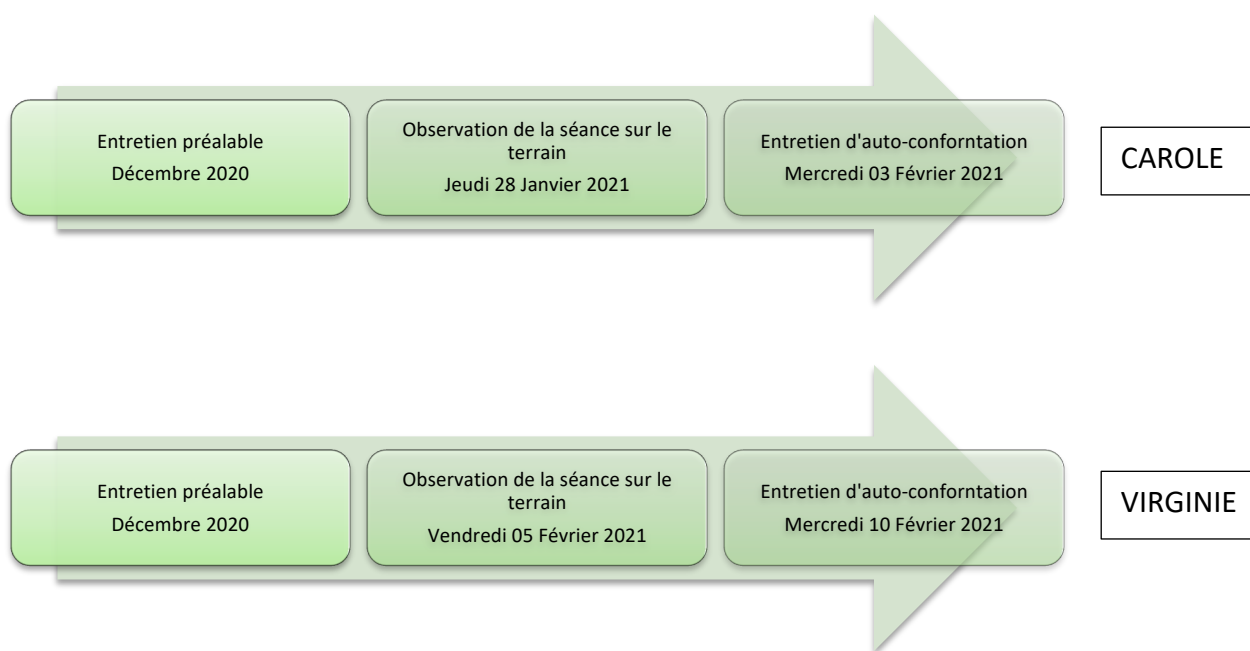 Entretien préalable
Décembre 2020
Observation de la séance sur le
terrain
Jeudi 28 Janvier 2021
Entretien d'auto-conforntation
Mercredi 03 Février 2021
CAROLE
Entretien préalable
Décembre 2020
Observation de la séance sur le
terrain
Vendredi 05 Février 2021
Entretien d'auto-conforntation
Mercredi 10 Février 2021
VIRGINIE